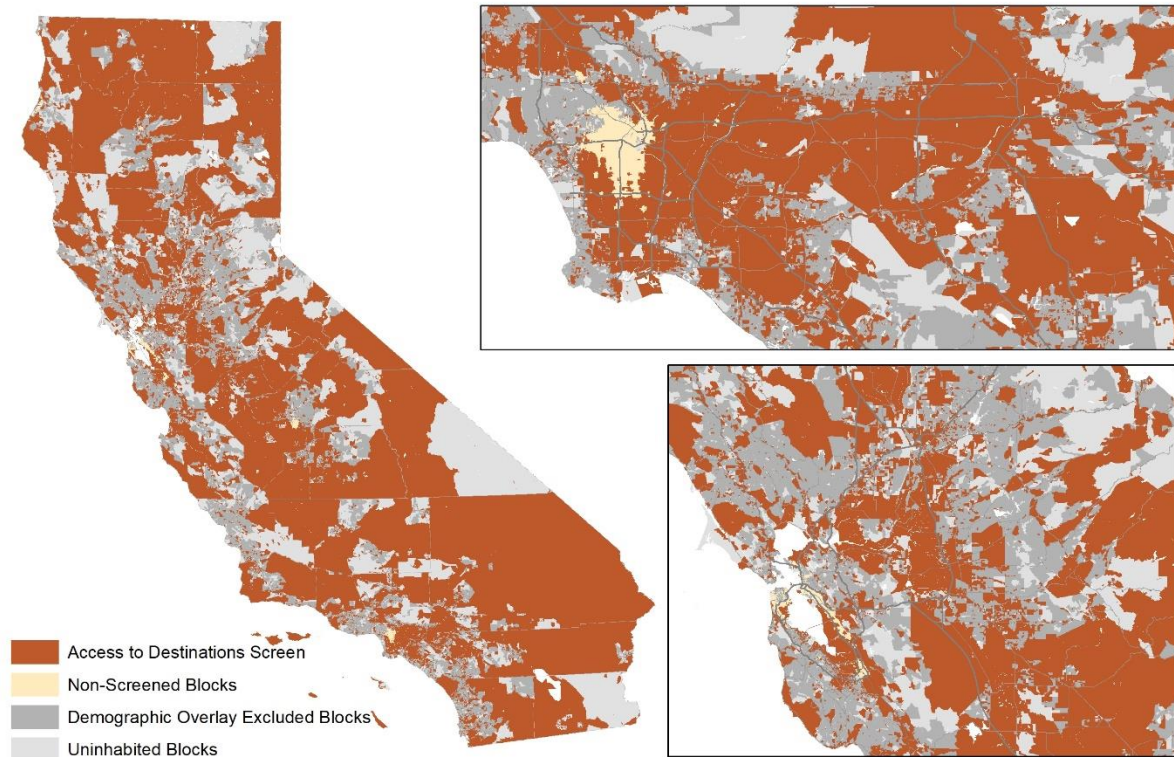 Access to Destinations Screen
Non-Screened Blocks
Demographic Overlay Excluded Blocks
Uninhabited Blocks